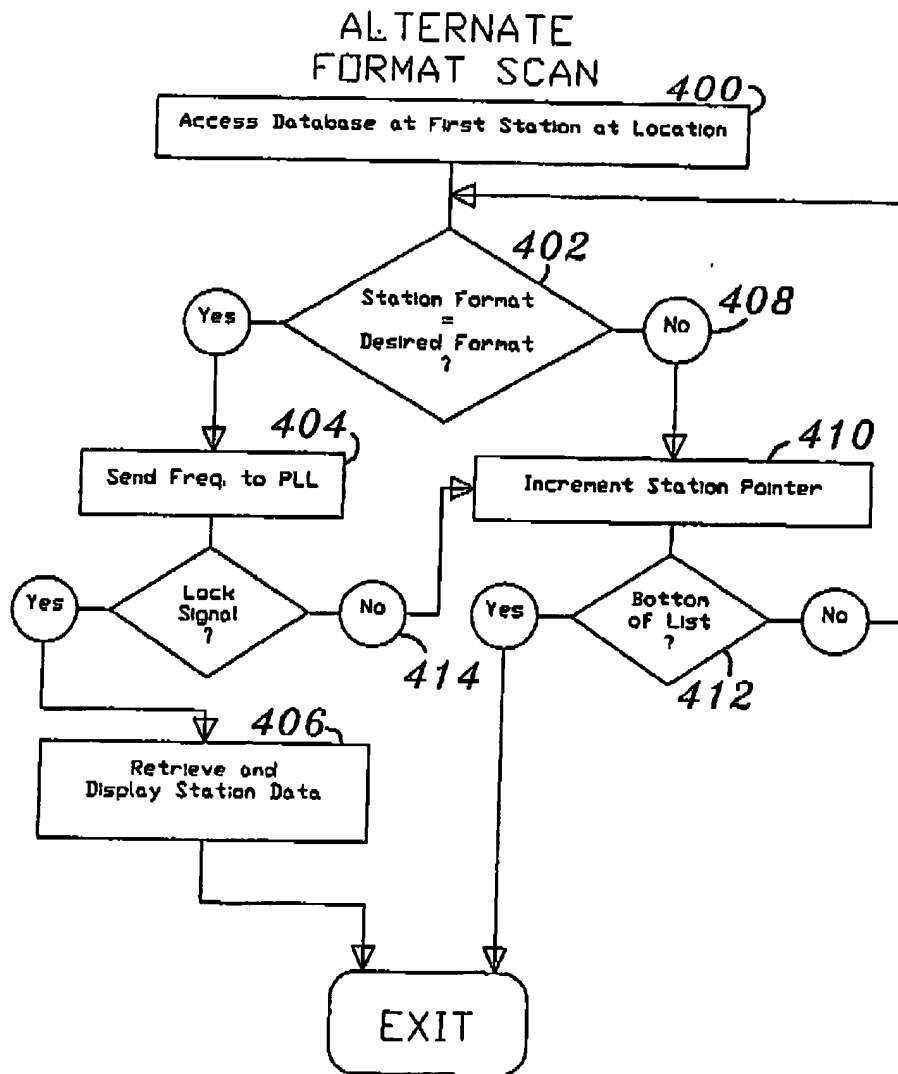 ALTERNATE
FORMAT SCAN
400
Access Database at First Station at Location
402
Station Format
=
Desired Format
?
Yes
No
408
404
Send Freq. to PLL
410
Increment Station Pointer
Yes
Lock
Signal
?
No
414
Yes
Bottom
of List
?
No
412
406
Retrieve and
Display Station Data
EXIT